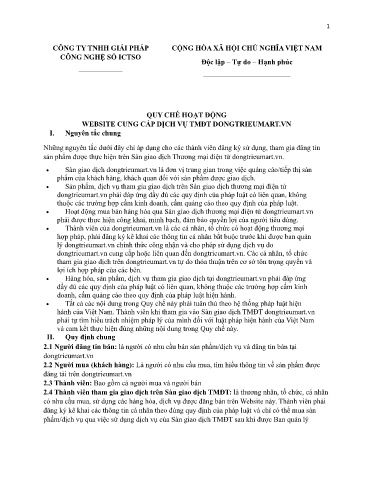 1
CÔNG TY TNHH GIẢI PHÁP
CÔNG NGHỆ SỐ ICTSO
CỘNG HÒA XÃ HỘI CHỦ NGHĨA VIỆT NAM
Độc lập – Tự do – Hạnh phúc
QUY CHẾ HOẠT ĐỘNG
WEBSITE CUNG CẤP DỊCH VỤ TMĐT DONGTRIEUMART.VN
I. Nguyên tắc chung
Những nguyên tắc dưới đây chỉ áp dụng cho các thành viên đăng ký sử dụng, tham gia đăng tin
sản phẩm được thực hiện trên Sàn giao dịch Thương mại điện tử dongtrieumart.vn.
• Sàn giao dịch dongtrieumart.vn là đơn vị trung gian trong việc quảng cáo/tiếp thị sản
phẩm của khách hàng, khách quan đối với sản phẩm được giao dịch.
• Sản phẩm, dịch vụ tham gia giao dịch trên Sàn giao dịch thương mại điện tử
dongtrieumart.vn phải đáp ứng đầy đủ các quy định của pháp luật có liên quan, không
thuộc các trường hợp cấm kinh doanh, cấm quảng cáo theo quy định của pháp luật.
• Hoạt động mua bán hàng hóa qua Sàn giao dịch thương mại điện tử dongtrieumart.vn
phải được thực hiện công khai, minh bạch, đảm bảo quyền lợi của người tiêu dùng.
• Thành viên của dongtrieumart.vn là các cá nhân, tổ chức có hoạt động thương mại
hợp pháp, phải đăng ký kê khai các thông tin cá nhân bắt buộc trước khi được ban quản
lý dongtrieumart.vn chính thức công nhận và cho phép sử dụng dịch vụ do
dongtrieumart.vn cung cấp hoặc liên quan đến dongtrieumart.vn. Các cá nhân, tổ chức
tham gia giao dịch trên dongtrieumart.vn tự do thỏa thuận trên cơ sở tôn trọng quyền và
lợi ích hợp pháp của các bên.
• Hàng hóa, sản phẩm, dịch vụ tham gia giao dịch tại dongtrieumart.vn phải đáp ứng
đầy đủ các quy định của pháp luật có liên quan, không thuộc các trường hợp cấm kinh
doanh, cấm quảng cáo theo quy định của pháp luật hiện hành.
• Tất cả các nội dung trong Quy chế này phải tuân thủ theo hệ thống pháp luật hiện
hành của Việt Nam. Thành viên khi tham gia vào Sàn giao dịch TMĐT dongtrieumart.vn
phải tự tìm hiểu trách nhiệm pháp lý của mình đối với luật pháp hiện hành của Việt Nam
và cam kết thực hiện đúng những nội dung trong Quy chế này.
II. Quy định chung
2.1 Người đăng tin bán: là người có nhu cầu bán sản phẩm/dịch vụ và đăng tin bán tại
dongtrieumart.vn
2.2 Người mua (khách hàng): Là người có nhu cầu mua, tìm hiểu thông tin về sản phẩm được
đăng tải trên dongtrieumart.vn
2.3 Thành viên: Bao gồm cả người mua và người bán
2.4 Thành viên tham gia giao dịch trên Sàn giao dịch TMĐT: là thương nhân, tổ chức, cá nhân
có nhu cầu mua, sử dụng các hàng hóa, dịch vụ được đăng bán trên Website này. Thành viên phải
đăng ký kê khai các thông tin cá nhân theo đúng quy định của pháp luật và chỉ có thể mua sản
phẩm/dịch vụ qua việc sử dụng dịch vụ của Sàn giao dịch TMĐT sau khi được Ban quản lý